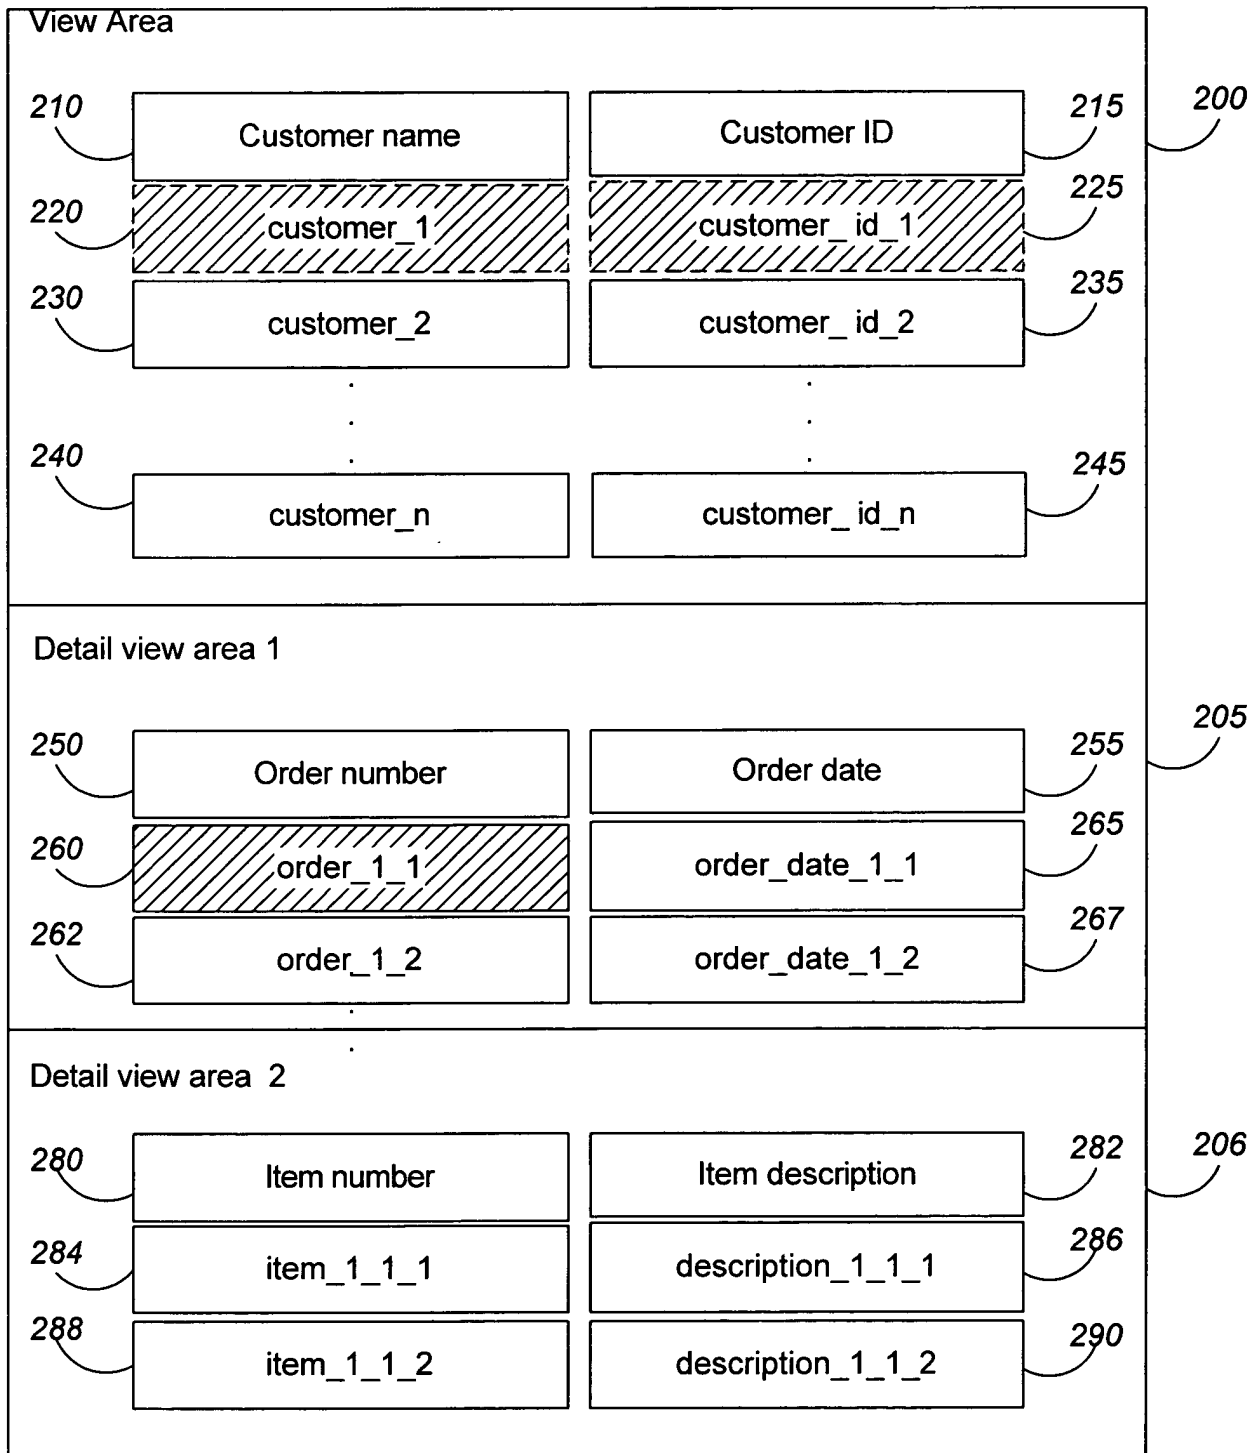 View Area
210 Customer name Customer ID 215 200
220 customer_1 customer_ id_1 225
230 customer_2 customer_ id_2 235
240 customer_n customer_ id_n 245
Detail view area 1
250 Order number Order date 255 205
260 order_1_1 order_date_1_1 265
262 order_1_2 order_date_1_2 267
Detail view area 2
280 Item number Item description 282 206
284 item_1_1_1 description_1_1_1 286
288 item_1_1_2 description_1_1_2 290